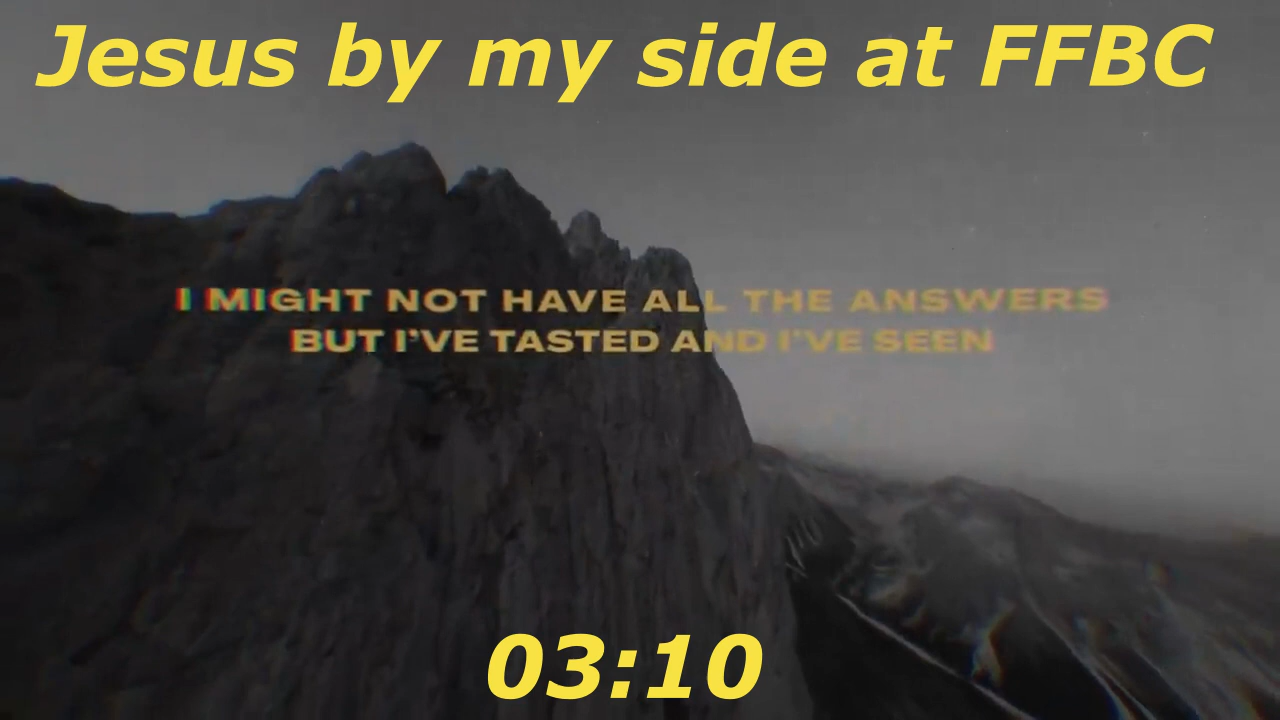 Jesus by my side at FFBC
I MIGHT NOT HAVE ALL THE ANSWERS
BUT I'VE TASTED AND I'VE SEEN
03:10